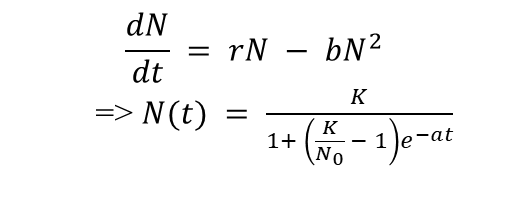 dN/dt = rN − bN²
=> N(t) = K / (1+ (K/N₀ − 1)e^−at)